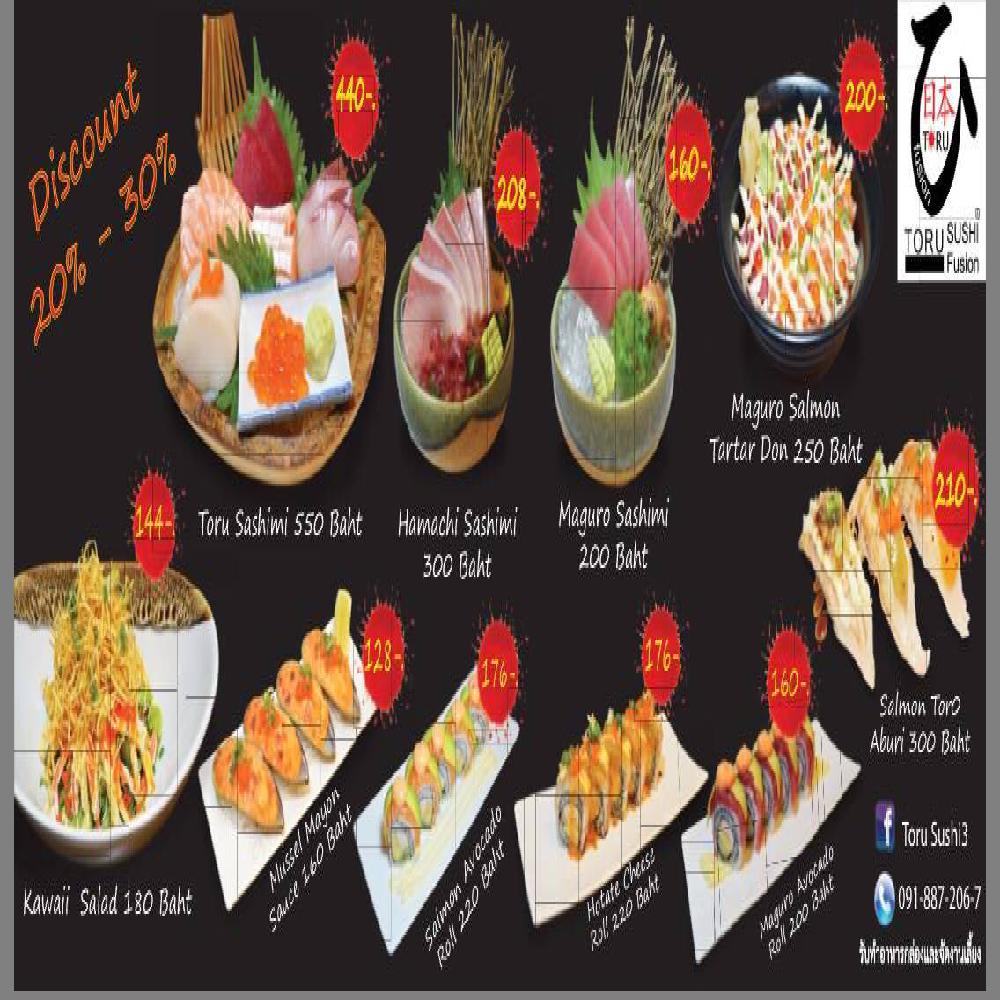 Discount
20% - 30%
440-.
208-.
160-.
200-.
日本
TORU
fusion
TORU SUSHI
Fusion
Maguro Salmon
Tartar Don 250 Baht
Toru Sashimi 550 Baht
Hamachi Sashimi
300 Baht
Maguro Sashimi
200 Baht
210-.
Salmon Toro
Aburi 300 Baht
144-
Kawaii Salad 180 Baht
128-.
Mussel Mayon
Sauce 160 Baht
176-
Salmon Avocado
Roll 220 Baht
176-.
Hotate Cheese
Roll 220 Baht
160-.
Maguro Avocado
Roll 200 Baht
f Toru Sushi3
091-887-206-7
รับทำอาหารกล่องและจัดงานเลี้ยง